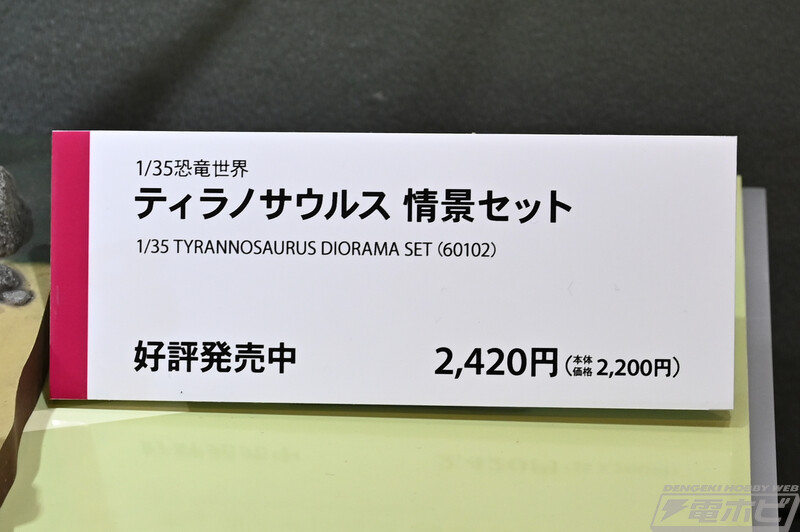 1/35恐竜世界
ティラノサウルス 情景セット
1/35 TYRANNOSAURUS DIORAMA SET (60102)
好評発売中 2,420円(本体価格2,200円)
DENGEKI HOBBY WEB
電ホビ